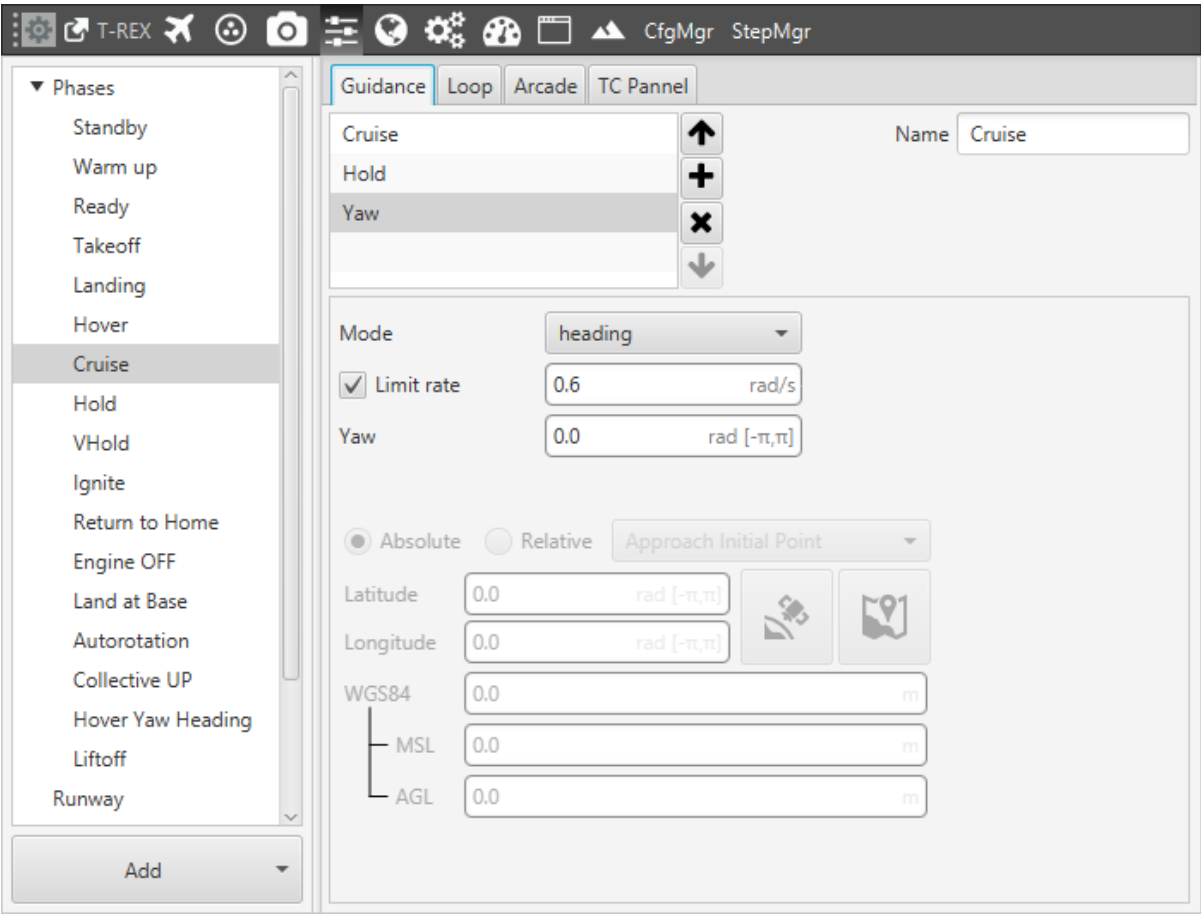 T-REX CfgMgr StepMgr
Phases
Standby
Warm up
Ready
Takeoff
Landing
Hover
Cruise
Hold
VHold
Ignite
Return to Home
Engine OFF
Land at Base
Autorotation
Collective UP
Hover Yaw Heading
Liftoff
Runway
Add
Guidance Loop Arcade TC Pannel
Cruise
Hold
Yaw
Name Cruise
Mode heading
Limit rate 0.6 rad/s
Yaw 0.0 rad [-π,π]
Absolute Relative Approach Initial Point
Latitude 0.0 rad [-π,π]
Longitude 0.0 rad [-π,π]
WGS84 0.0 m
MSL 0.0 m
AGL 0.0 m